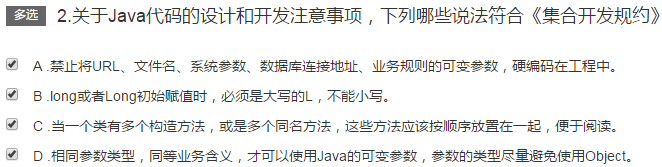 多选 2.关于Java代码的设计和开发注意事项，下列哪些说法符合《集合开发规约》
A .禁止将URL、文件名、系统参数、数据库连接地址、业务规则的可变参数，硬编码在工程中。
B .long或者Long初始赋值时，必须是大写的L，不能小写。
C .当一个类有多个构造方法，或是多个同名方法，这些方法应该按顺序放置在一起，便于阅读。
D .相同参数类型，同等业务含义，才可以使用Java的可变参数，参数的类型尽量避免使用Object。